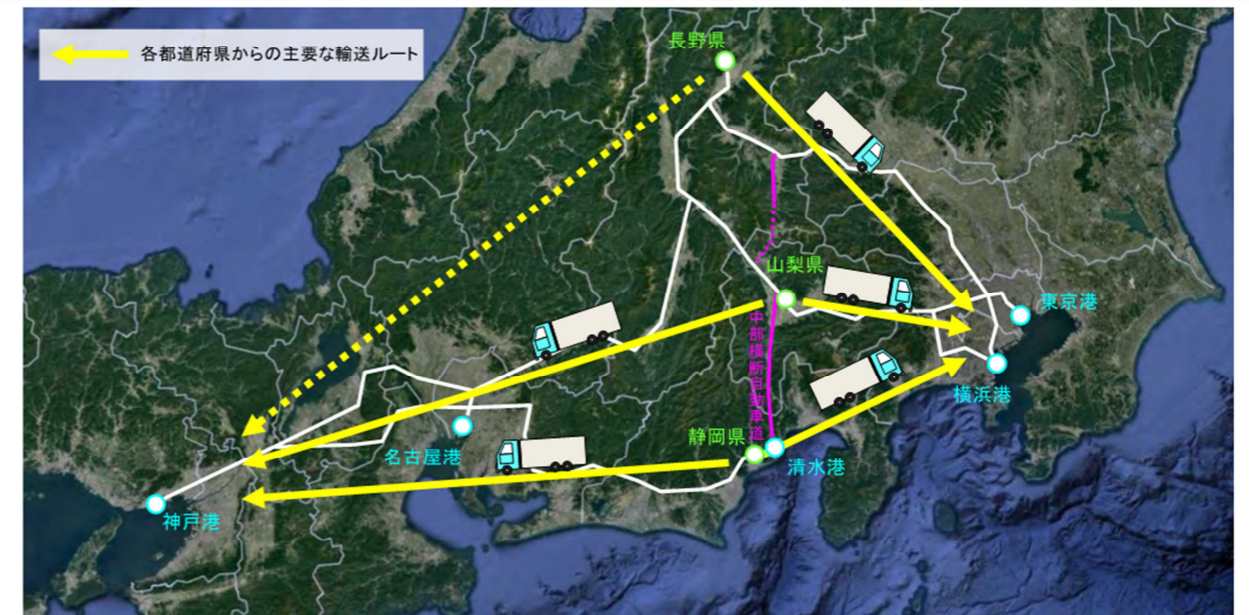 各都道府県からの主要な輸送ルート
長野県
山梨県
東京港
中部横断自動車道
横浜港
静岡県
名古屋港
清水港
神戸港